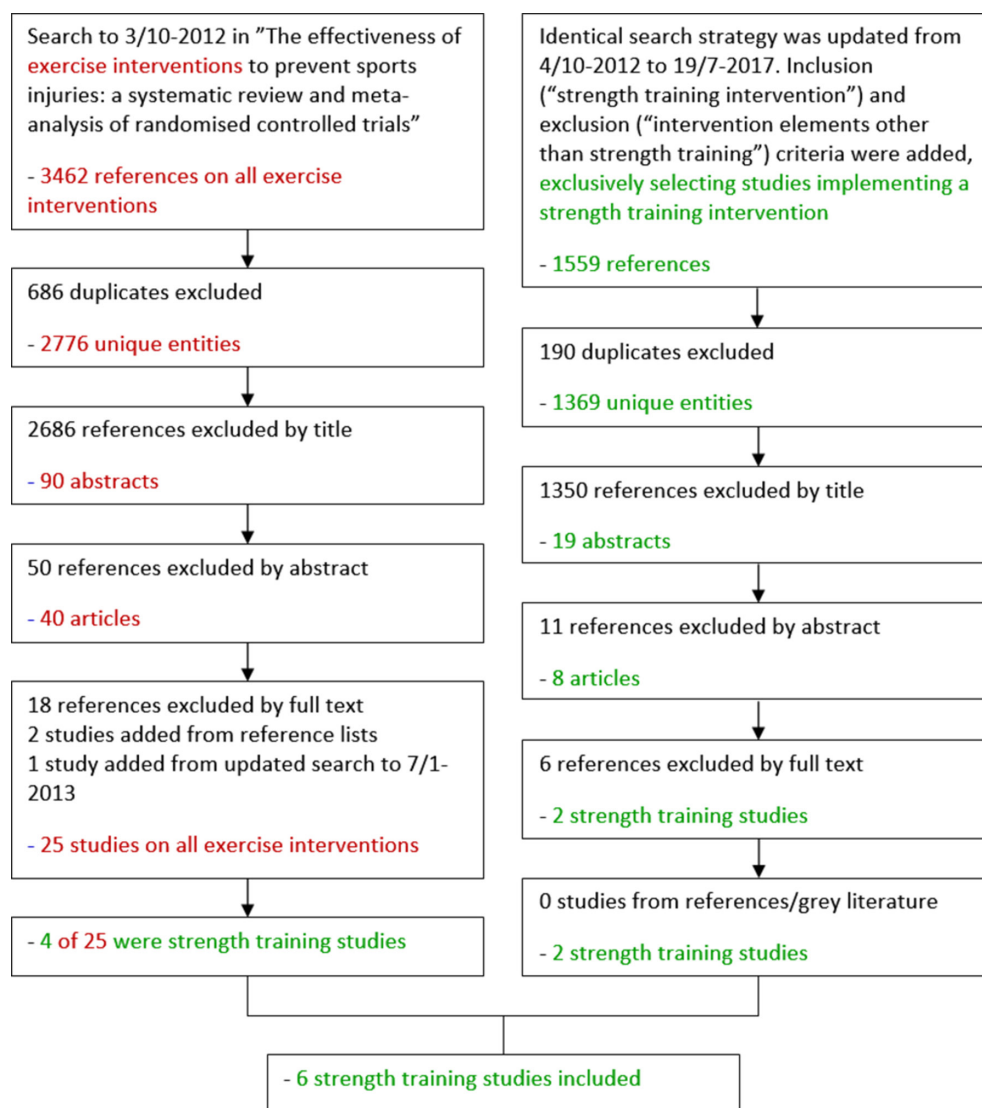 Search to 3/10-2012 in ”The effectiveness of
exercise interventions to prevent sports
injuries: a systematic review and meta-
analysis of randomised controlled trials”
- 3462 references on all exercise
interventions
686 duplicates excluded
- 2776 unique entities
2686 references excluded by title
- 90 abstracts
50 references excluded by abstract
- 40 articles
18 references excluded by full text
2 studies added from reference lists
1 study added from updated search to 7/1-
2013
- 25 studies on all exercise interventions
- 4 of 25 were strength training studies
Identical search strategy was updated from
4/10-2012 to 19/7-2017. Inclusion
(“strength training intervention”) and
exclusion (“intervention elements other
than strength training”) criteria were added,
exclusively selecting studies implementing a
strength training intervention
- 1559 references
190 duplicates excluded
- 1369 unique entities
1350 references excluded by title
- 19 abstracts
11 references excluded by abstract
- 8 articles
6 references excluded by full text
- 2 strength training studies
0 studies from references/grey literature
- 2 strength training studies
- 6 strength training studies included